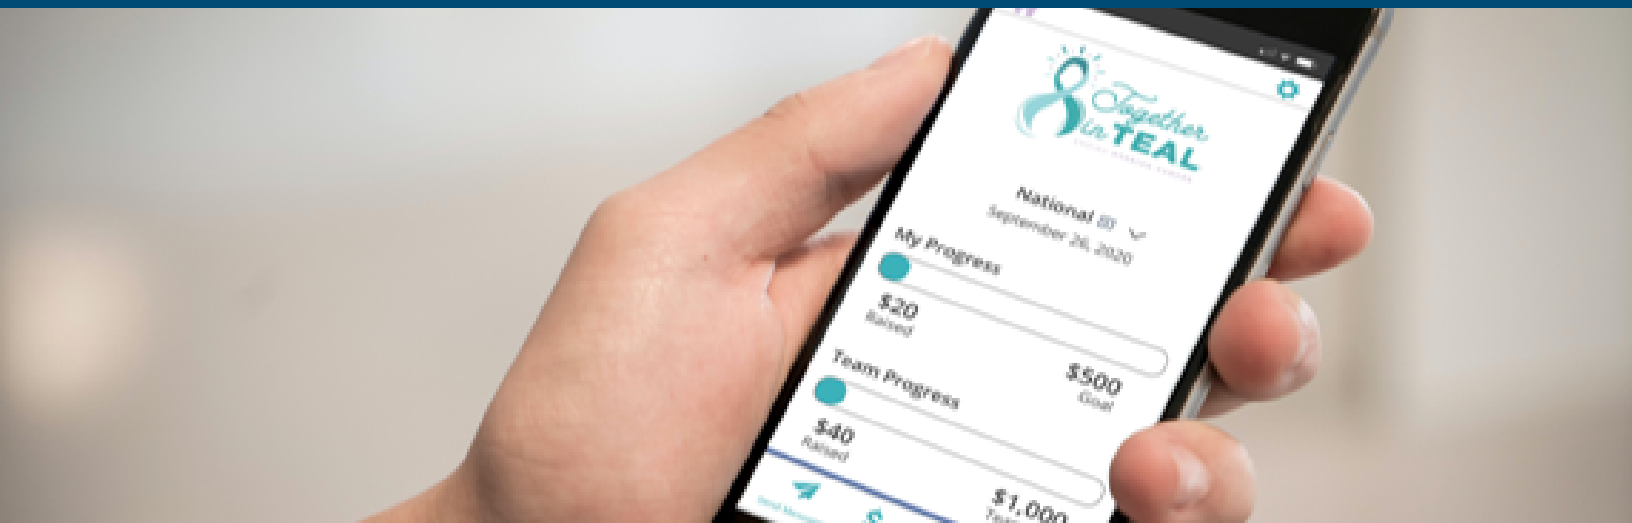 Together
in TEAL
National
September 26, 2020
My Progress
$20
Raised
$500
Goal
Team Progress
$40
Raised
$1,000